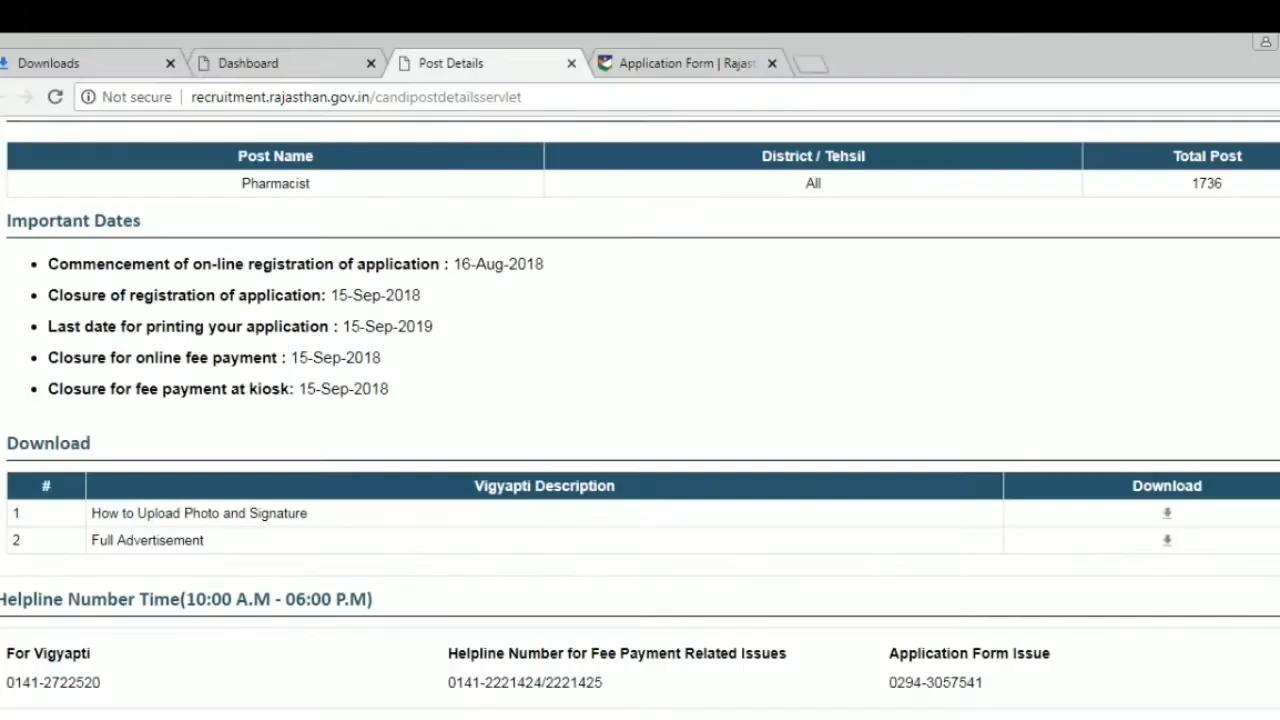 Downloads Dashboard Post Details Application Form | Rajast
Not secure recruitment.rajasthan.gov.in/candipostdetailsservlet
Post Name District / Tehsil Total Post
Pharmacist All 1736
Important Dates
• Commencement of on-line registration of application : 16-Aug-2018
• Closure of registration of application: 15-Sep-2018
• Last date for printing your application : 15-Sep-2019
• Closure for online fee payment : 15-Sep-2018
• Closure for fee payment at kiosk: 15-Sep-2018
Download
# Vigyapti Description Download
1 How to Upload Photo and Signature
2 Full Advertisement
Helpline Number Time(10:00 A.M - 06:00 P.M)
For Vigyapti Helpline Number for Fee Payment Related Issues Application Form Issue
0141-2722520 0141-2221424/2221425 0294-3057541